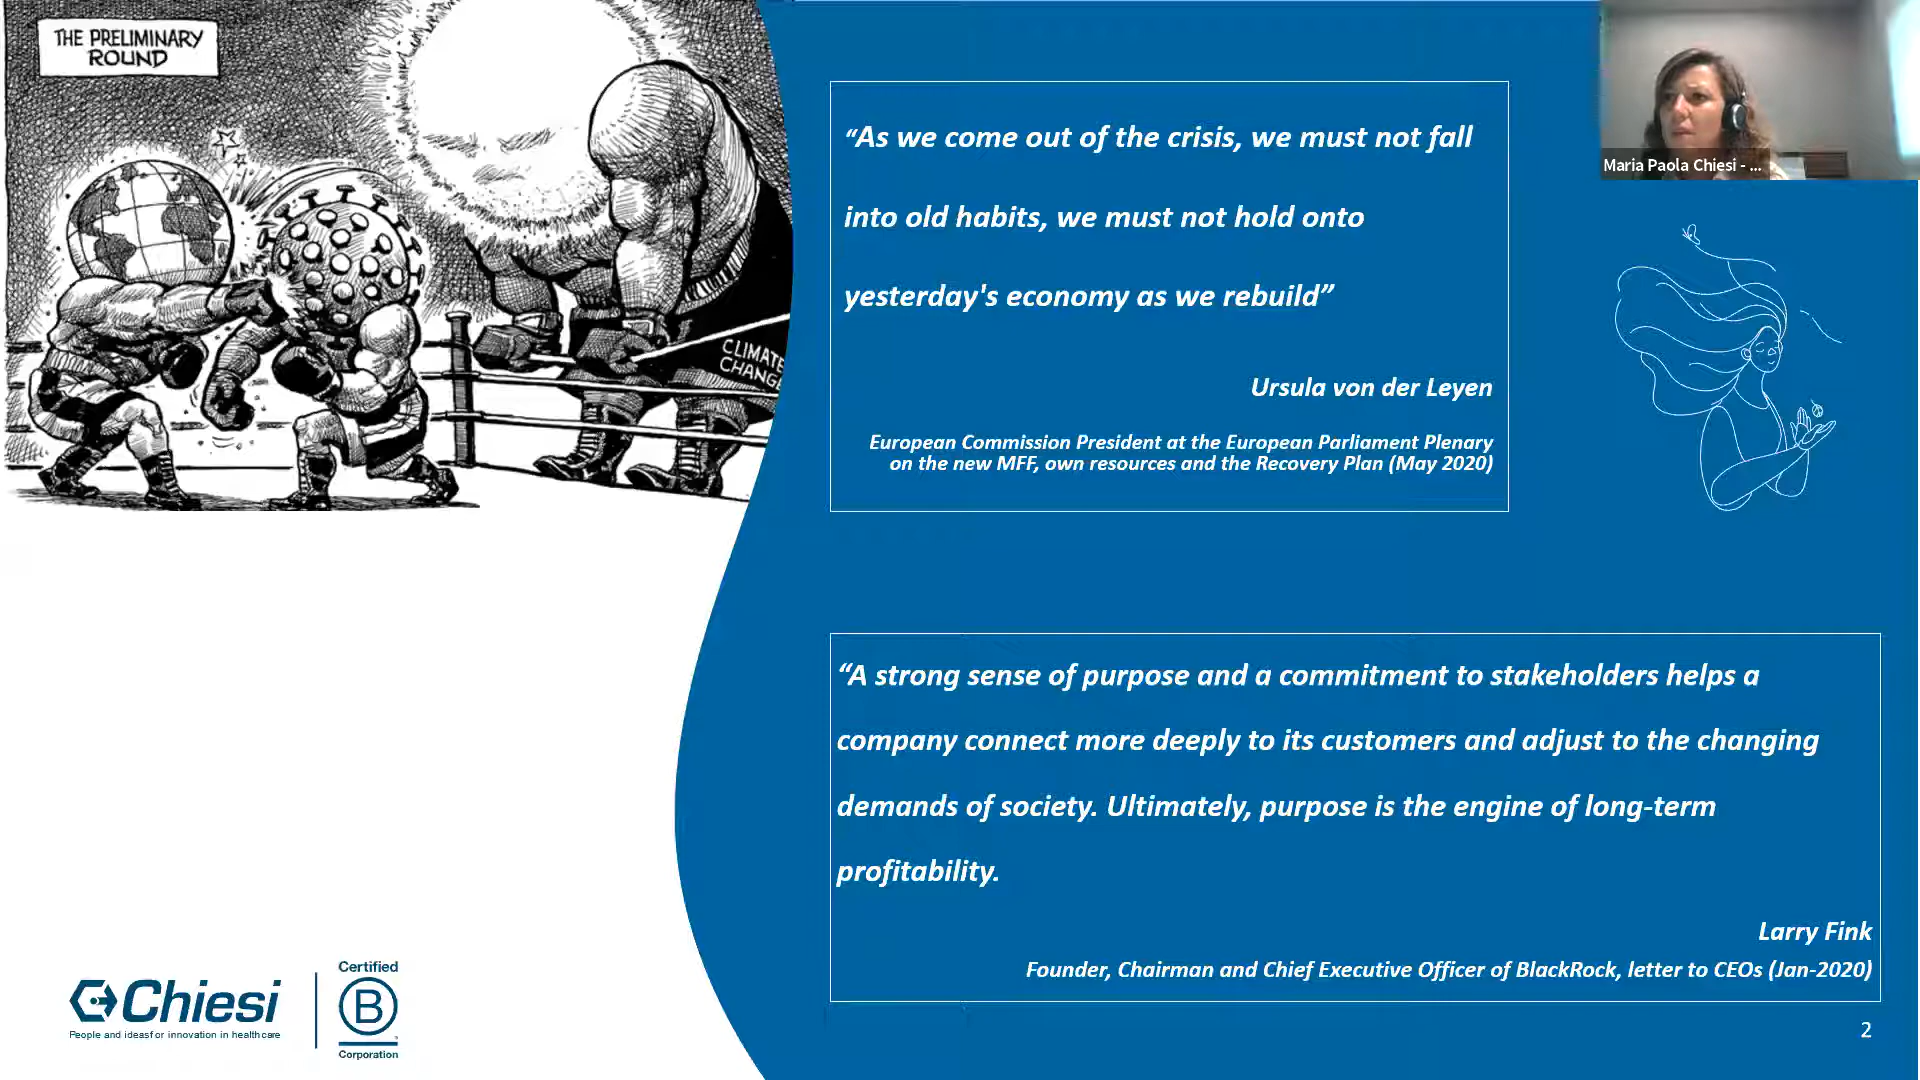 THE PRELIMINARY
ROUND
CLIMATE
CHANGE
“As we come out of the crisis, we must not fall
into old habits, we must not hold onto
yesterday's economy as we rebuild”
Ursula von der Leyen
European Commission President at the European Parliament Plenary
on the new MFF, own resources and the Recovery Plan (May 2020)
Maria Paola Chiesi - ...
“A strong sense of purpose and a commitment to stakeholders helps a
company connect more deeply to its customers and adjust to the changing
demands of society. Ultimately, purpose is the engine of long-term
profitability.
Larry Fink
Founder, Chairman and Chief Executive Officer of BlackRock, letter to CEOs (Jan-2020)
Chiesi
People and ideas for innovation in healthcare
Certified
B
Corporation
2